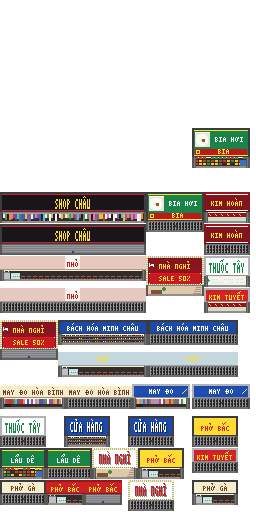 BIA HƠI
BIA
SHOP CHÂU
BIA HƠI
BIA
KIM HOÀN
SHOP CHÂU
KIM HOÀN
NHỎ
NHÀ NGHỈ
SALE 50%
THUỐC TÂY
NHỎ
KIM TUYẾT
NHÀ NGHỈ
SALE 50%
BÁCH HÓA MINH CHÂU
BÁCH HÓA MINH CHÂU
MAY ĐO HÒA BÌNH
MAY ĐO HÒA BÌNH
MAY ĐO
MAY ĐO
THUỐC TÂY
CỬA HÀNG
CỬA HÀNG
PHỞ BẮC
LẨU DÊ
LẨU DÊ
NHÀ NGHỈ
PHỞ BẮC
KIM TUYẾT
PHỞ GÀ
PHỞ BẮC
PHỞ BẮC
NHÀ NGHỈ
PHỞ GÀ